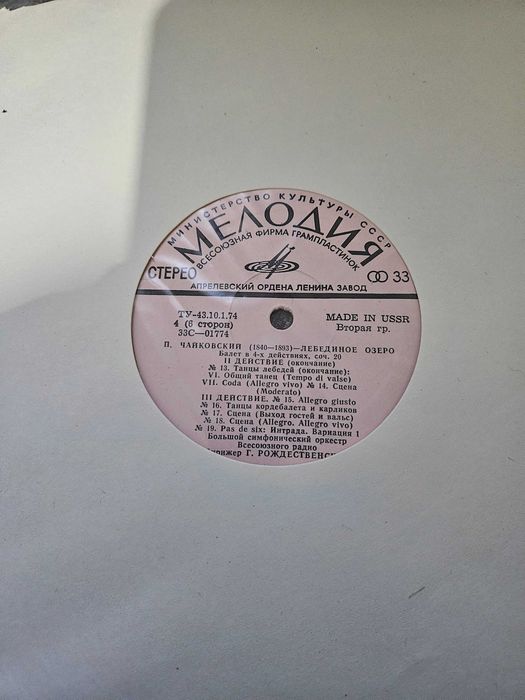 МИНИСТЕРСТВО КУЛЬТУРЫ СССР
МЕЛОДИЯ
ВСЕСОЮЗНАЯ ФИРМА ГРАМПЛАСТИНОК
СТЕРЕО
33
АПРЕЛЕВСКИЙ ОРДЕНА ЛЕНИНА ЗАВОД
ТУ-43.10.1.74
MADE IN USSR
4 (6 сторон)
Вторая гр.
33С—01774
П. ЧАЙКОВСКИЙ (1840—1893)—ЛЕБЕДИНОЕ ОЗЕРО
Балет в 4-х действиях, соч. 20
II ДЕЙСТВИЕ (окончание)
№ 13. Танцы лебедей (окончание):
VI. Общий танец (Tempo di valse)
VII. Coda (Allegro vivo) № 14. Сцена
(Moderato)
III ДЕЙСТВИЕ. № 15. Allegro giusto
№ 16. Танцы кордебалета и карликов
№ 17. Сцена (Выход гостей и вальс)
№ 18. Сцена (Allegro. Allegro vivo)
№ 19. Pas de six: Интрада. Вариация 1
Большой симфонический оркестр
Всесоюзного радио
ирижер Г. РОЖДЕСТВЕНС